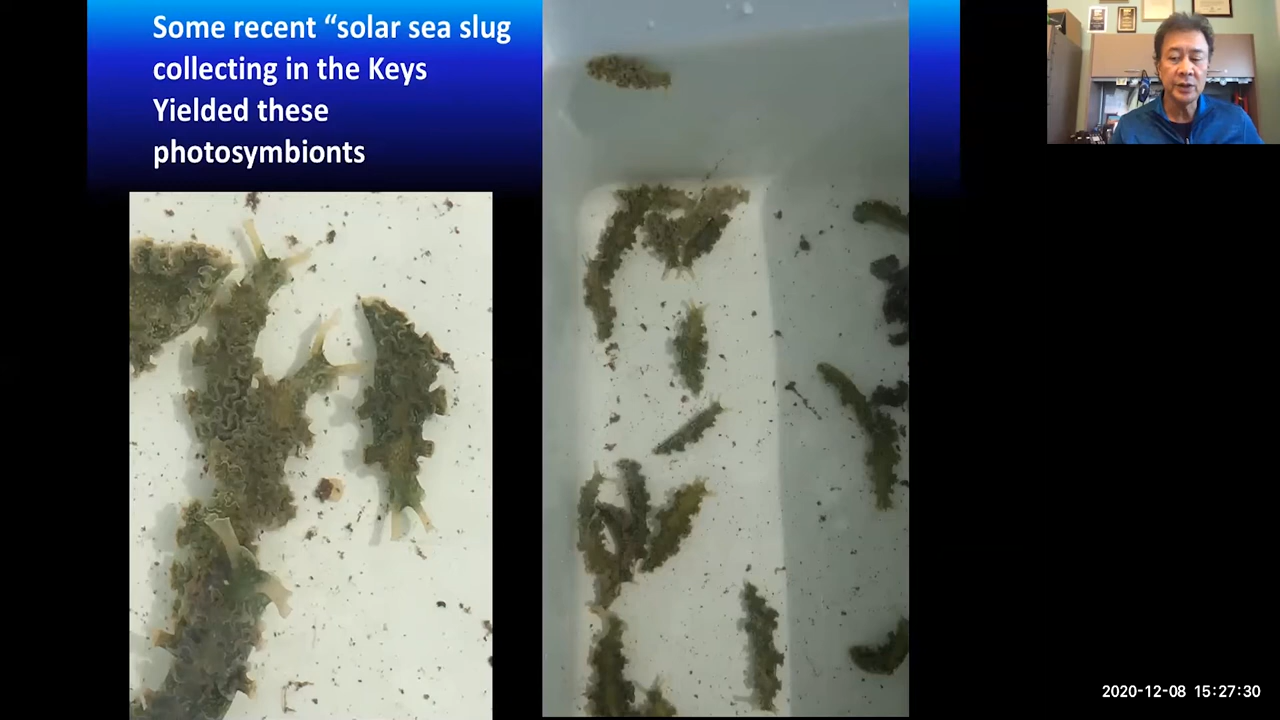 Some recent “solar sea slug
collecting in the Keys
Yielded these
photosymbionts
2020-12-08 15:27:30